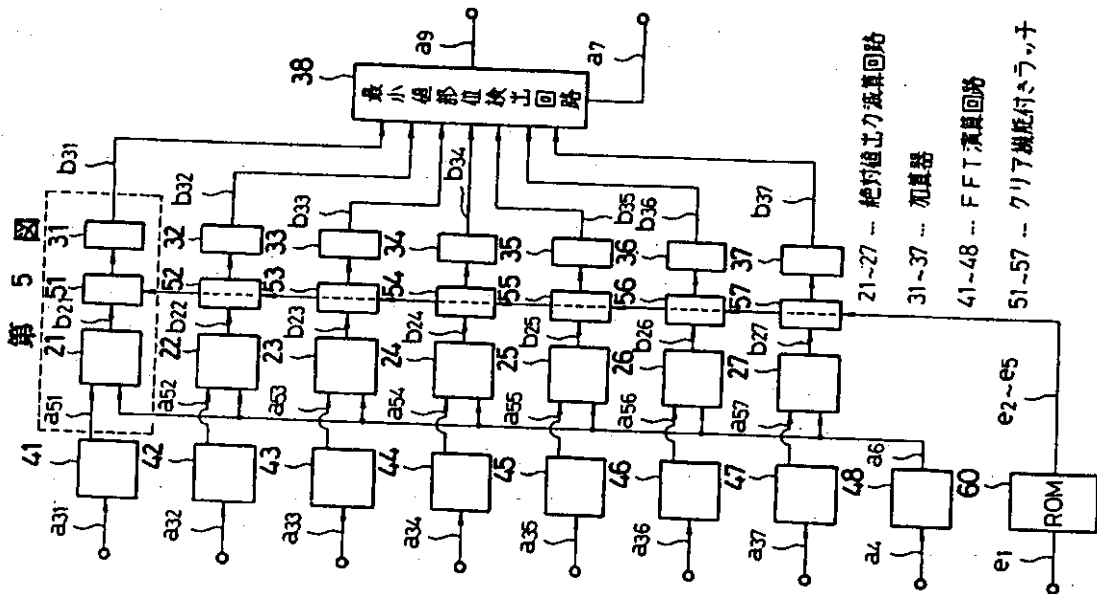 第5図
a31
41
a51
21
b21
51
31
b31
a32
42
a52
22
b22
52
32
b32
a33
43
a53
23
b23
53
33
b33
a34
44
a54
24
b24
54
34
b34
a35
45
a55
25
b25
55
35
b35
a36
46
a56
26
b26
56
36
b36
a37
47
a57
27
b27
57
37
b37
a4
48
a6
e1
60
ROM
e2~e5
38
最小値部位検出回路
a9
a7
21~27 … 絶対値出力減算回路
31~37 … 加算器
41~48 … FFT演算回路
51~57 … クリア機能付きラッチ